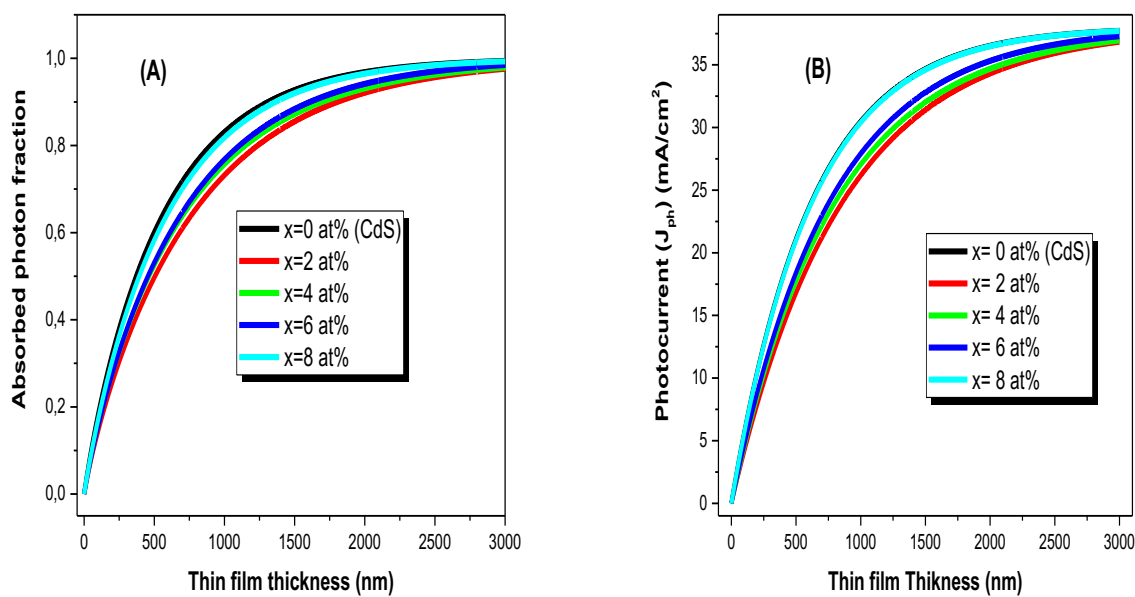 (A)
Absorbed photon fraction
1,0
0,8
0,6
0,4
0,2
0,0
x=0 at% (CdS)
x=2 at%
x=4 at%
x=6 at%
x=8 at%
0 500 1000 1500 2000 2500 3000
Thin film thickness (nm)
(B)
Photocurrent (Jph) (mA/cm²)
35
30
25
20
15
10
5
0
x= 0 at% (CdS)
x= 2 at%
x= 4 at%
x= 6 at%
x= 8 at%
0 500 1000 1500 2000 2500 3000
Thin film Thikness (nm)